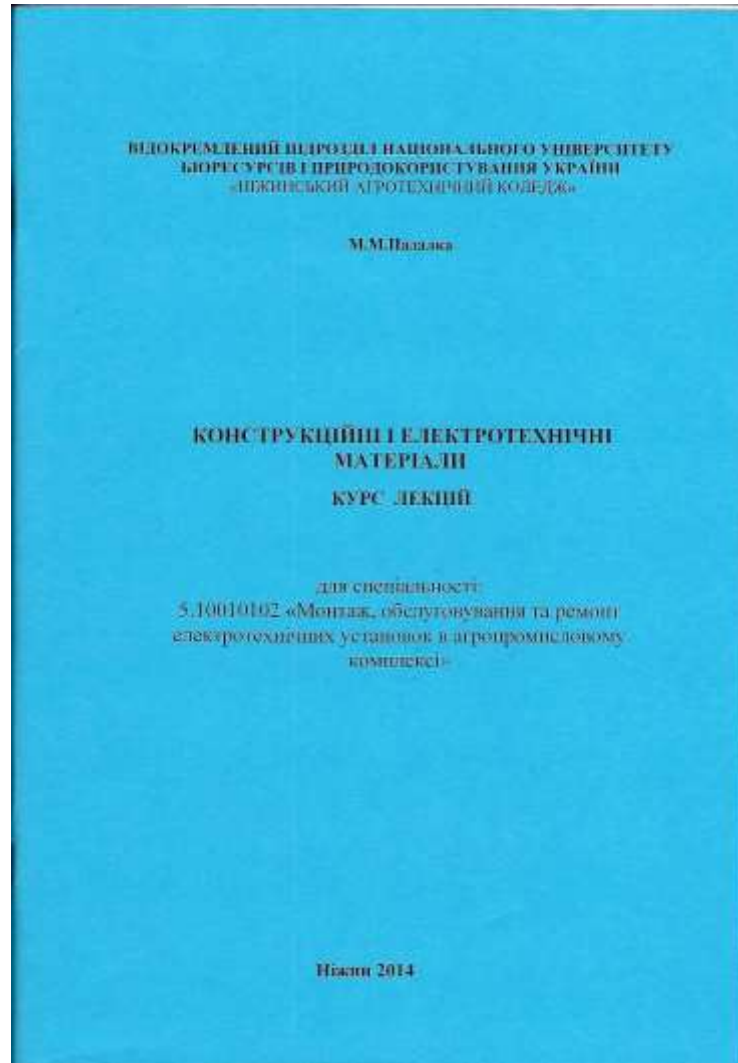 ВІДОКРЕМЛЕНИЙ ПІДРОЗДІЛ НАЦІОНАЛЬНОГО УНІВЕРСИТЕТУ
БІОРЕСУРСІВ І ПРИРОДОКОРИСТУВАННЯ УКРАЇНИ
«НІЖИНСЬКИЙ АГРОТЕХНІЧНИЙ КОЛЕДЖ»
М.М.
КОНСТРУКЦІЙНІ І ЕЛЕКТРОТЕХНІЧНІ
МАТЕРІАЛИ
КУРС ЛЕКЦІЙ
для спеціальності
5.10010102 «Монтаж, обслуговування та ремонт
електротехнічних установок в агропромисловому
комплексі»
Ніжин 2014